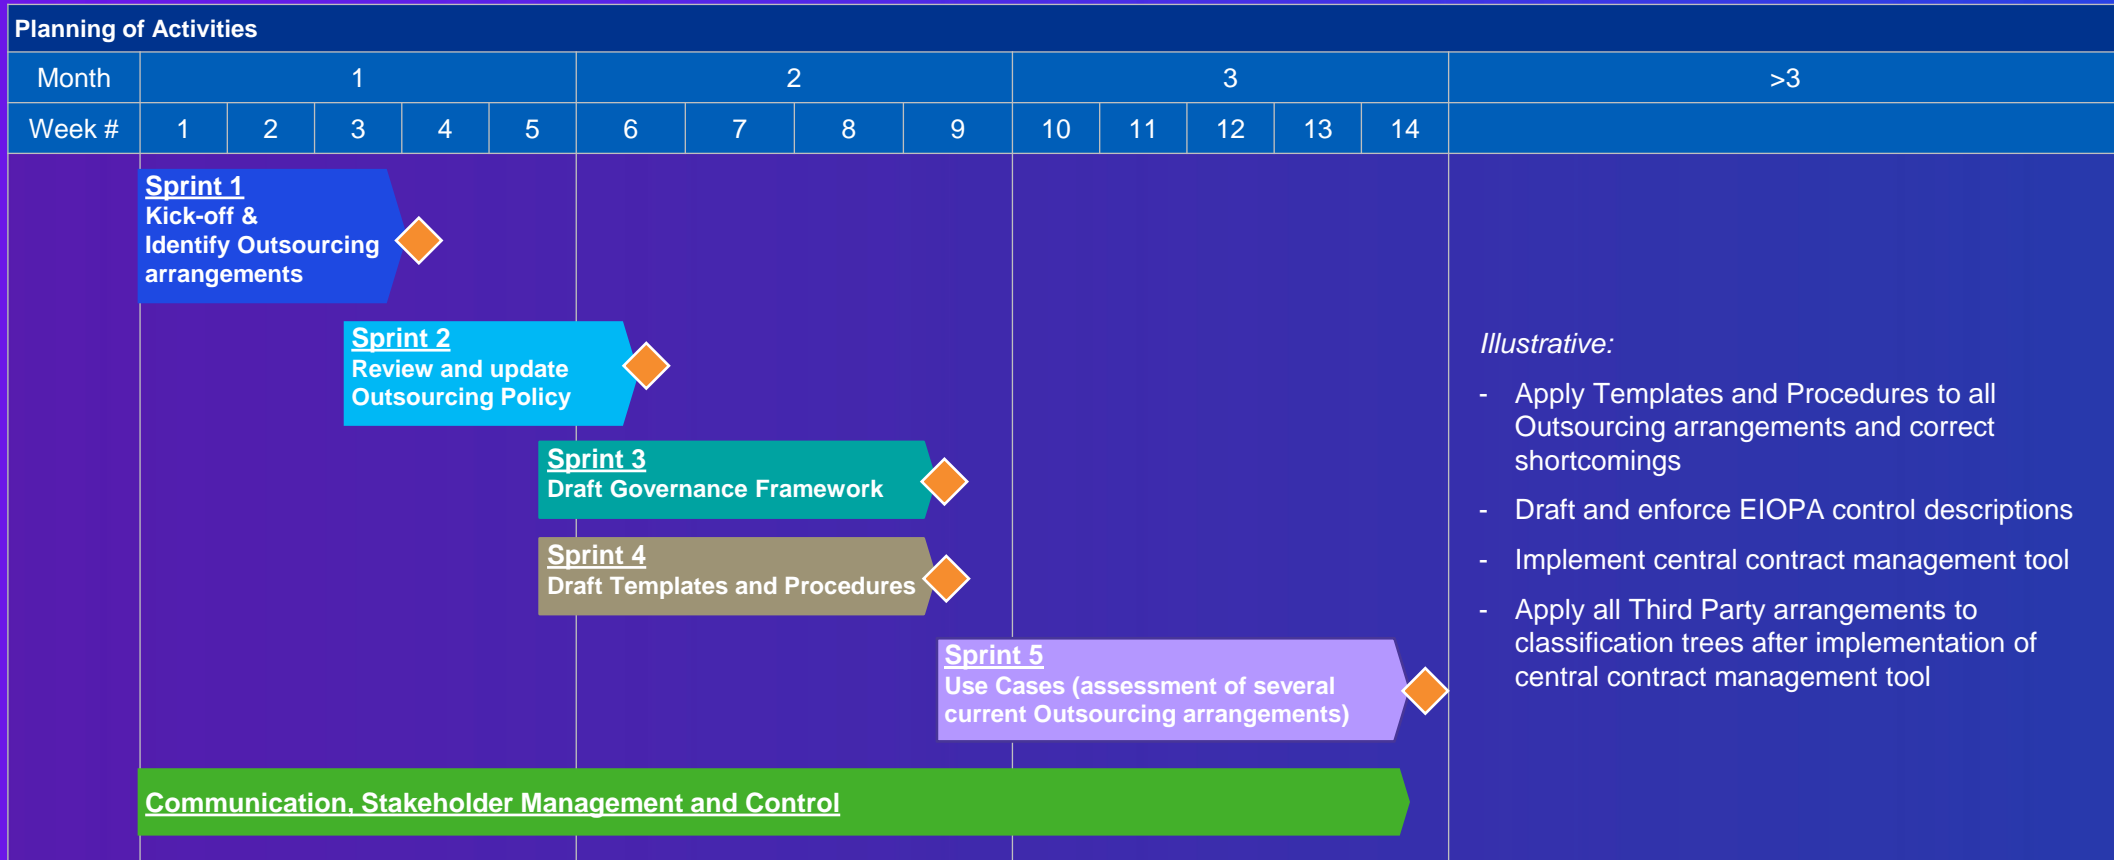 Planning of Activities
Month 1 2 3 >3
Week # 1 2 3 4 5 6 7 8 9 10 11 12 13 14
Sprint 1
Kick-off &
Identify Outsourcing
arrangements
Sprint 2
Review and update
Outsourcing Policy
Sprint 3
Draft Governance Framework
Sprint 4
Draft Templates and Procedures
Sprint 5
Use Cases (assessment of several
current Outsourcing arrangements)
Communication, Stakeholder Management and Control
Illustrative:
- Apply Templates and Procedures to all
Outsourcing arrangements and correct
shortcomings
- Draft and enforce EIOPA control descriptions
- Implement central contract management tool
- Apply all Third Party arrangements to
classification trees after implementation of
central contract management tool